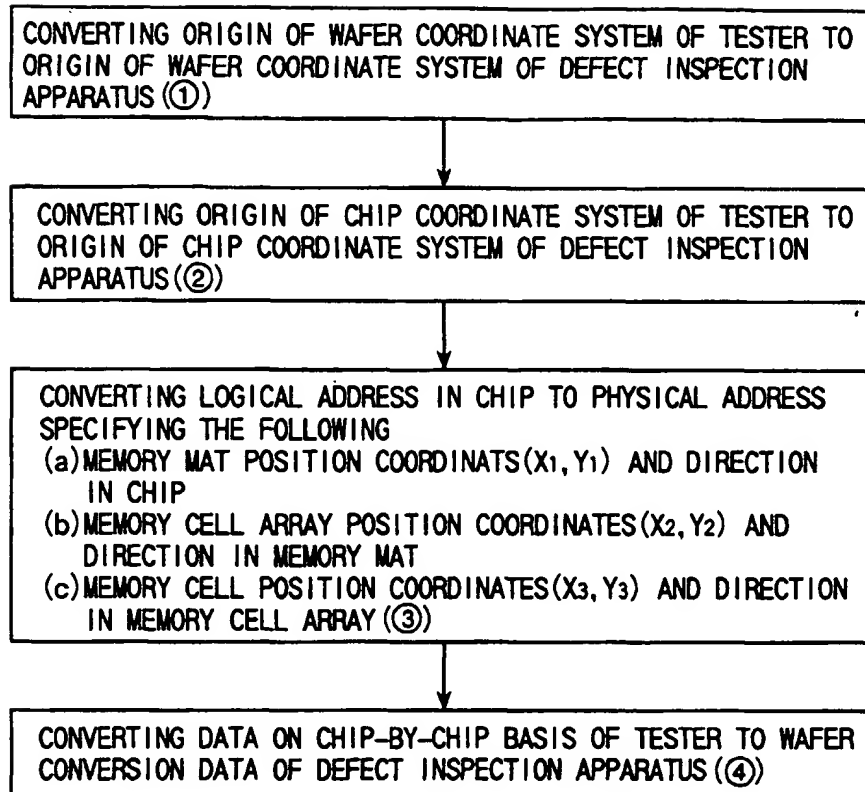 CONVERTING ORIGIN OF WAFER COORDINATE SYSTEM OF TESTER TO
ORIGIN OF WAFER COORDINATE SYSTEM OF DEFECT INSPECTION
APPARATUS(①)
CONVERTING ORIGIN OF CHIP COORDINATE SYSTEM OF TESTER TO
ORIGIN OF CHIP COORDINATE SYSTEM OF DEFECT INSPECTION
APPARATUS(②)
CONVERTING LOGICAL ADDRESS IN CHIP TO PHYSICAL ADDRESS
SPECIFYING THE FOLLOWING
(a)MEMORY MAT POSITION COORDINATS(X1,Y1) AND DIRECTION
IN CHIP
(b)MEMORY CELL ARRAY POSITION COORDINATES(X2,Y2) AND
DIRECTION IN MEMORY MAT
(c)MEMORY CELL POSITION COORDINATES(X3,Y3) AND DIRECTION
IN MEMORY CELL ARRAY(③)
CONVERTING DATA ON CHIP-BY-CHIP BASIS OF TESTER TO WAFER
CONVERSION DATA OF DEFECT INSPECTION APPARATUS(④)